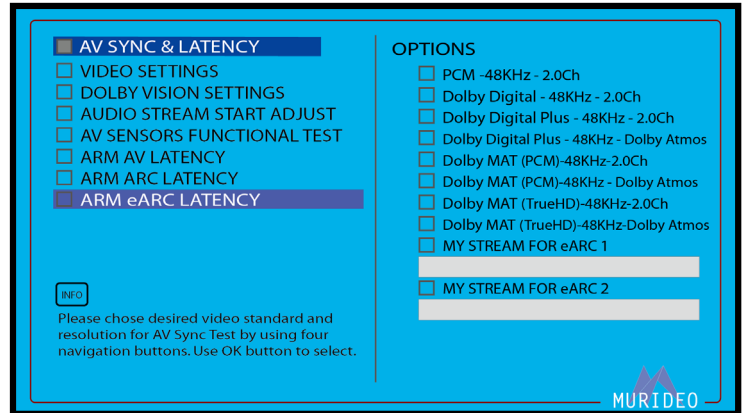 AV SYNC & LATENCY
VIDEO SETTINGS
DOLBY VISION SETTINGS
AUDIO STREAM START ADJUST
AV SENSORS FUNCTIONAL TEST
ARM AV LATENCY
ARM ARC LATENCY
ARM eARC LATENCY
INFO
Please chose desired video standard and
resolution for AV Sync Test by using four
navigation buttons. Use OK button to select.
OPTIONS
PCM -48KHz - 2.0Ch
Dolby Digital - 48KHz - 2.0Ch
Dolby Digital Plus - 48KHz - 2.0Ch
Dolby Digital Plus - 48KHz - Dolby Atmos
Dolby MAT (PCM)-48KHz-2.0Ch
Dolby MAT (PCM)-48KHz - Dolby Atmos
Dolby MAT (TrueHD)-48KHz-2.0Ch
Dolby MAT (TrueHD)-48KHz-Dolby Atmos
MY STREAM FOR eARC 1
MY STREAM FOR eARC 2
MURIDEO